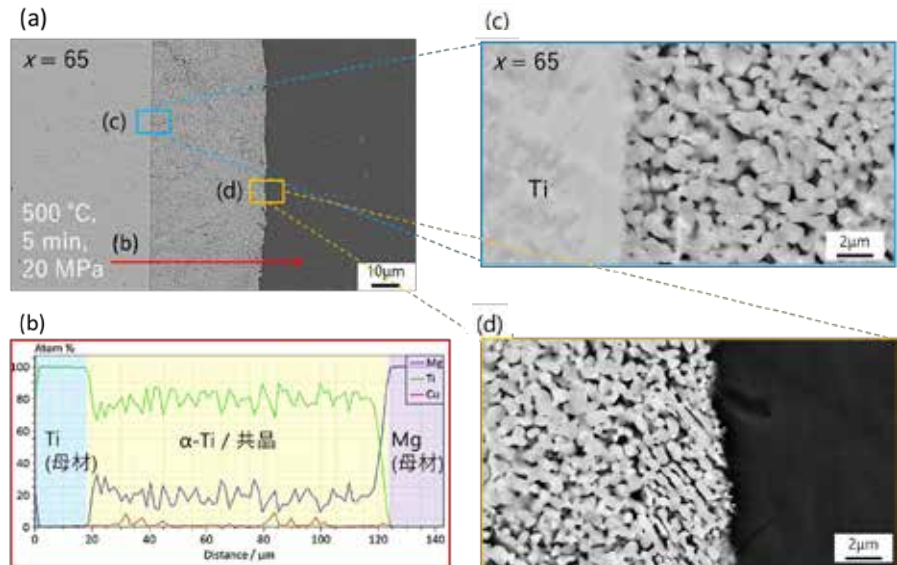 (a)
x = 65
(c)
(d)
500 °C,
5 min,
20 MPa
(b)
10μm
(c)
x = 65
Ti
2μm
(b)
Atom %
100
80
60
40
20
0
Mg
Ti
Cu
Ti
(母材)
α-Ti / 共晶
Mg
(母材)
0 20 40 60 80 100 120 140
Distance / μm
(d)
2μm